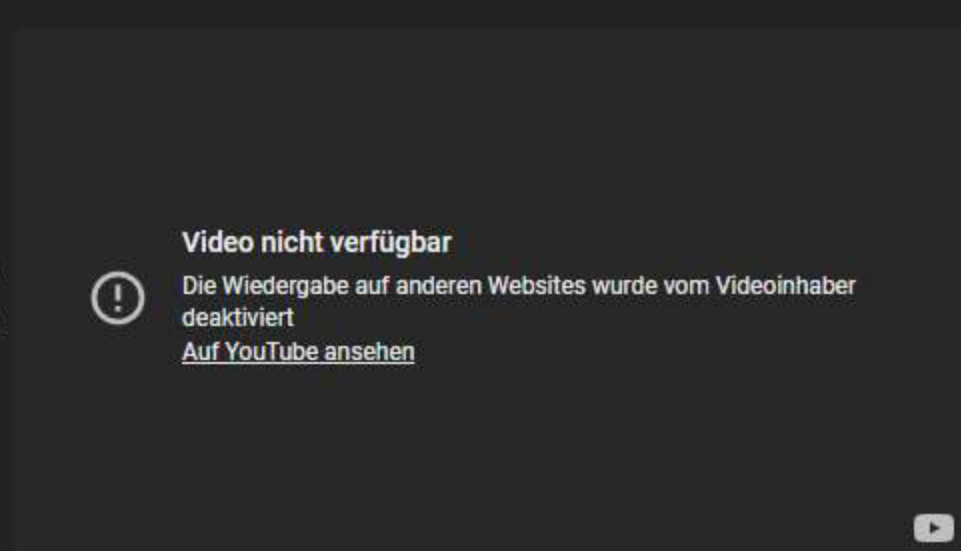 Video nicht verfügbar
Die Wiedergabe auf anderen Websites wurde vom Videoinhaber
deaktiviert
Auf YouTube ansehen